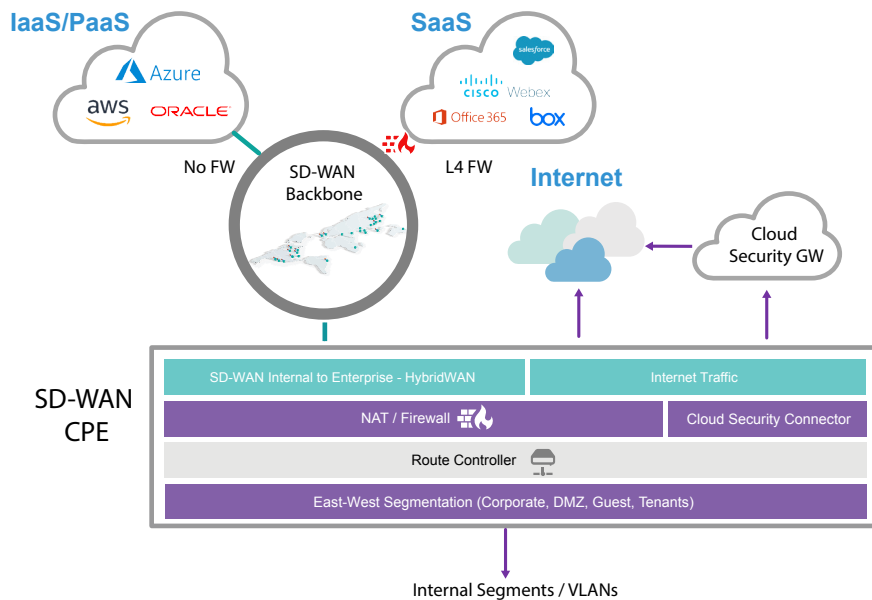 IaaS/PaaS
SaaS
salesforce
Azure
CISCO Webex
aws
ORACLE
Office 365
box
No FW
SD-WAN
Backbone
L4 FW
Internet
Cloud
Security GW
SD-WAN
CPE
SD-WAN Internal to Enterprise - HybridWAN
Internet Traffic
NAT / Firewall
Cloud Security Connector
Route Controller
East-West Segmentation (Corporate, DMZ, Guest, Tenants)
Internal Segments / VLANs